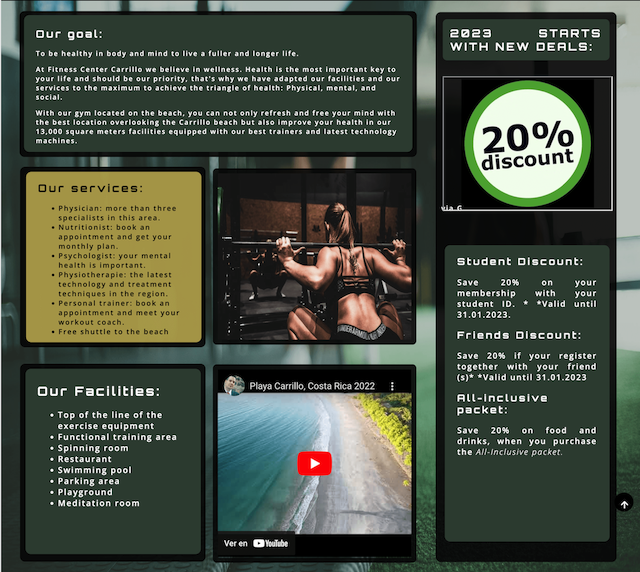 Our goal:
To be healthy in body and mind to live a fuller and longer life.
At Fitness Center Carrillo we believe in wellness. Health is the most important key to
your life and should be our priority, that's why we have adapted our facilities and our
services to the maximum to achieve the triangle of health: Physical, mental, and
social.
With our gym located on the beach, you can not only refresh and free your mind with
the best location overlooking the Carrillo beach but also improve your health in our
13,000 square meters facilities equipped with our best trainers and latest technology
machines.
Our services:
• Physician: more than three
specialists in this area.
• Nutritionist: book an
appointment and get your
monthly plan.
• Psychologist: your mental
health is important.
• Physiotherapie: the latest
technology and treatment
techniques in the region.
• Personal trainer: book an
appointment and meet your
workout coach.
• Free shuttle to the beach
UNDER ARMOUR
Our Facilities:
• Top of the line of the
exercise equipment
• Functional training area
• Spinning room
• Restaurant
• Swimming pool
• Parking area
• Playground
• Meditation room
Playa Carrillo, Costa Rica 2022
Ver en YouTube
2023 STARTS
WITH NEW DEALS:
20%
discount
via G
Student Discount:
Save 20% on your
membership with your
student ID. * *Valid until
31.01.2023.
Friends Discount:
Save 20% if your register
together with your friend
(s)* *Valid until 31.01.2023
All-inclusive
packet:
Save 20% on food and
drinks, when you purchase
the All-Inclusive packet.